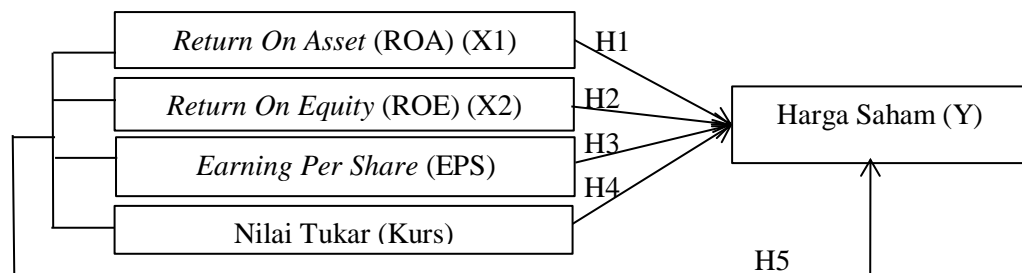 Return On Asset (ROA) (X1)
H1
Return On Equity (ROE) (X2)
H2
Harga Saham (Y)
Earning Per Share (EPS)
H3
H4
Nilai Tukar (Kurs)
H5